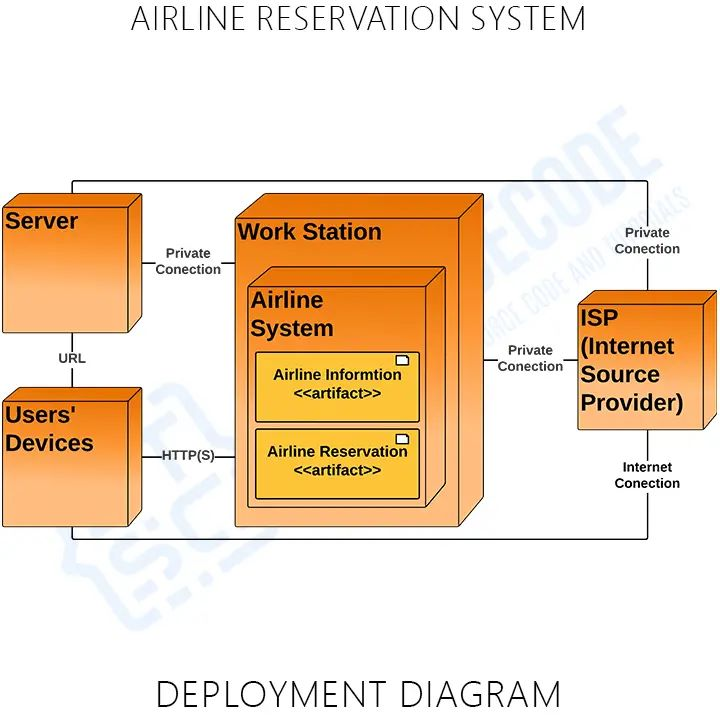 AIRLINE RESERVATION SYSTEM
Server
Private
Conection
URL
Users'
Devices
HTTP(S)
Work Station
Airline
System
Airline Informtion
<<artifact>>
Airline Reservation
<<artifact>>
Private
Conection
Private
Conection
ISP
(Internet
Source
Provider)
Internet
Conection
DEPLOYMENT DIAGRAM